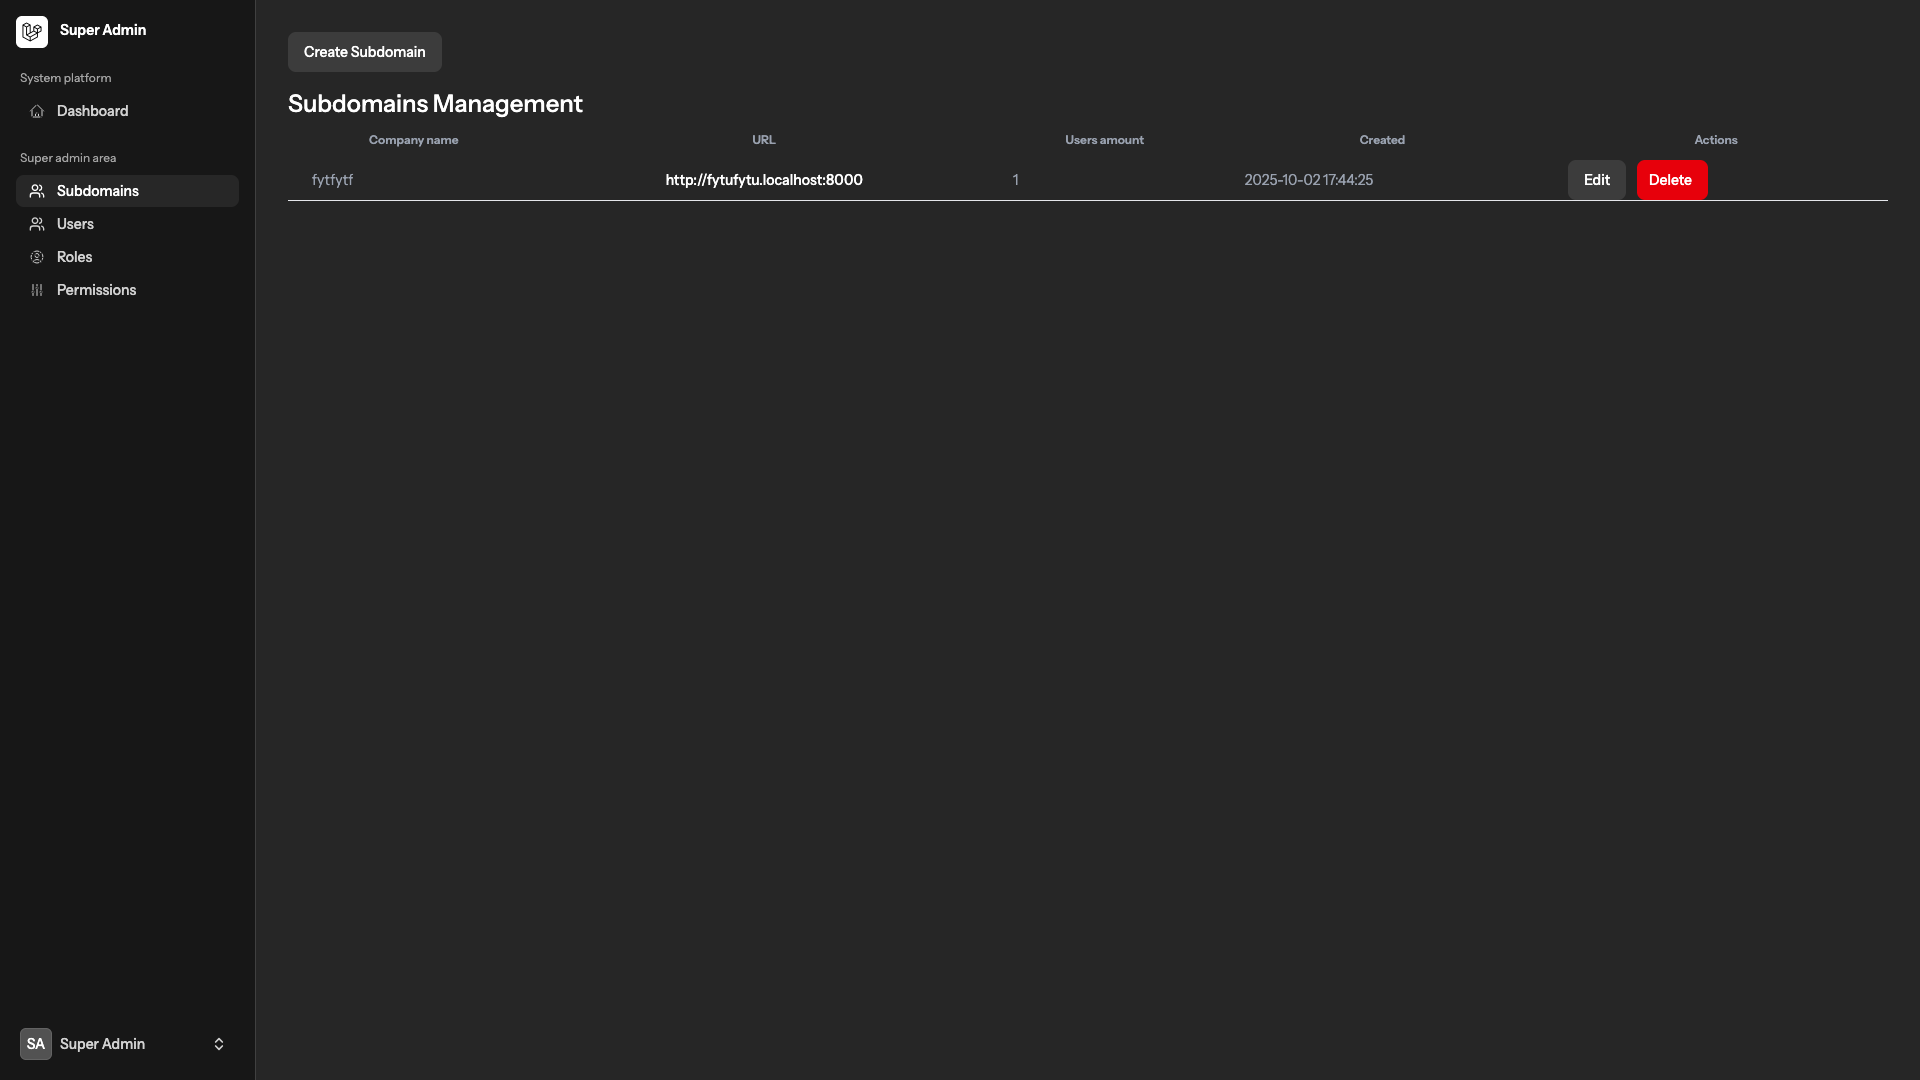 Super Admin
System platform
Dashboard
Super admin area
Subdomains
Users
Roles
Permissions
SA Super Admin
Create Subdomain
Subdomains Management
Company name URL Users amount Created Actions
fytfytf http://fytufytu.localhost:8000 1 2025-10-02 17:44:25 Edit Delete